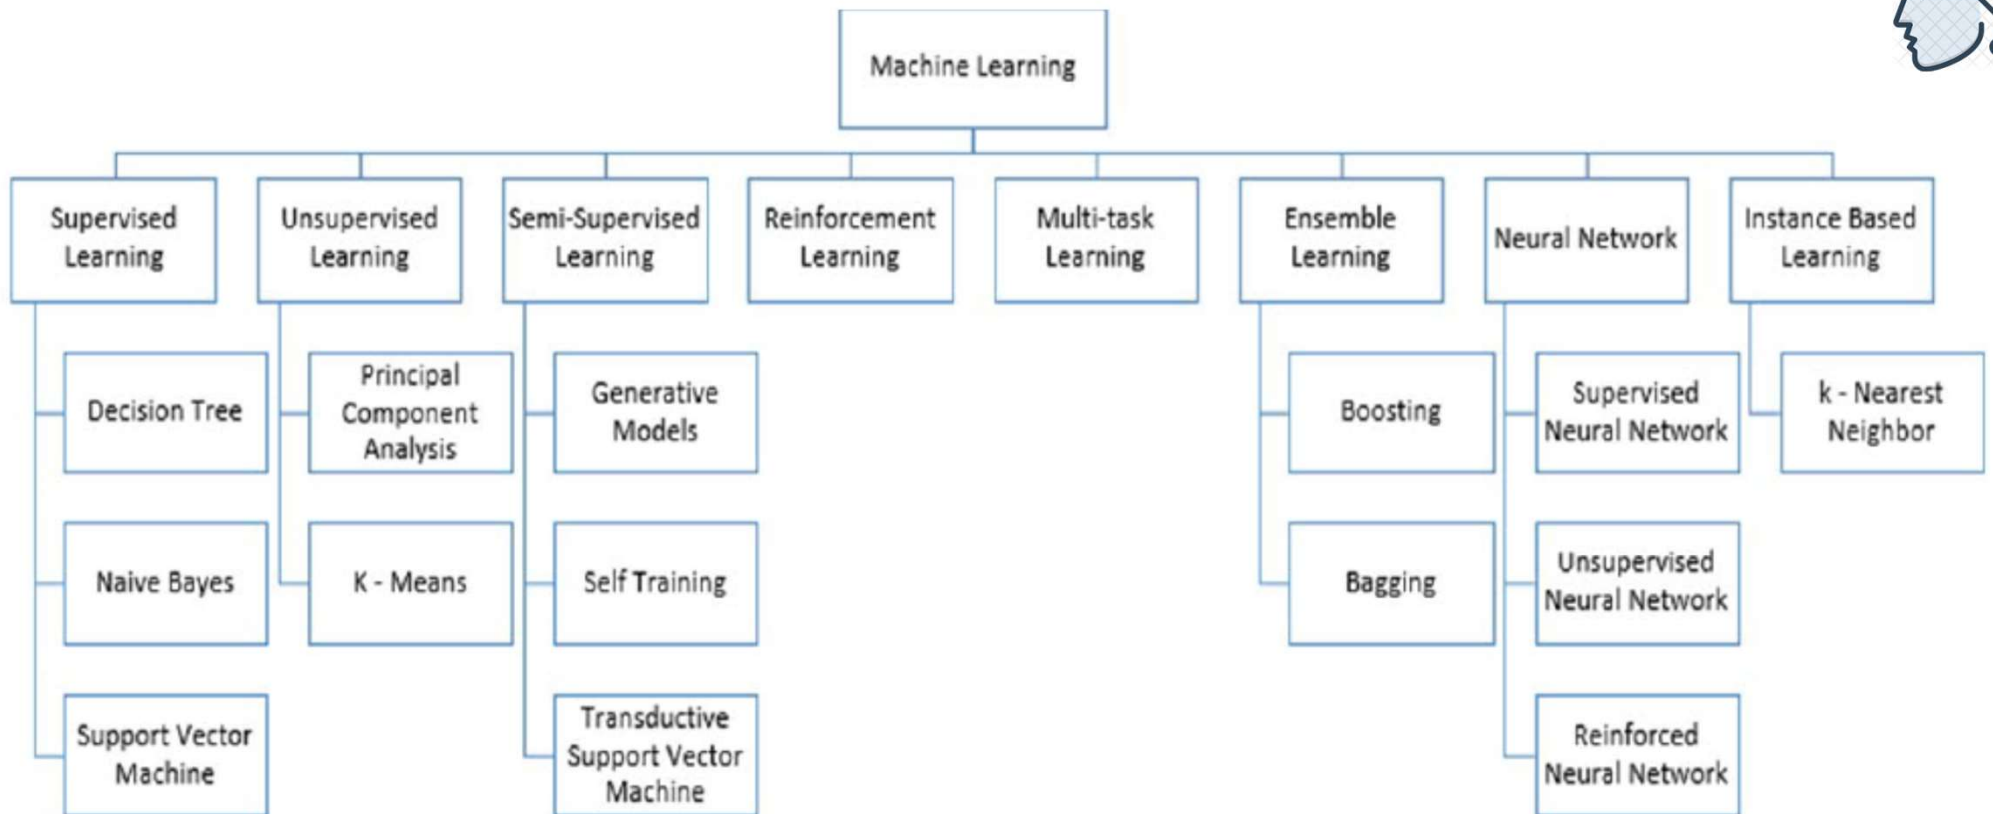 Machine Learning
Supervised
Learning
Unsupervised
Learning
Semi-Supervised
Learning
Reinforcement
Learning
Multi-task
Learning
Ensemble
Learning
Neural Network
Instance Based
Learning
Decision Tree
Naive Bayes
Support Vector
Machine
Principal
Component
Analysis
K - Means
Generative
Models
Self Training
Transductive
Support Vector
Machine
Boosting
Bagging
Supervised
Neural Network
Unsupervised
Neural Network
Reinforced
Neural Network
k - Nearest
Neighbor